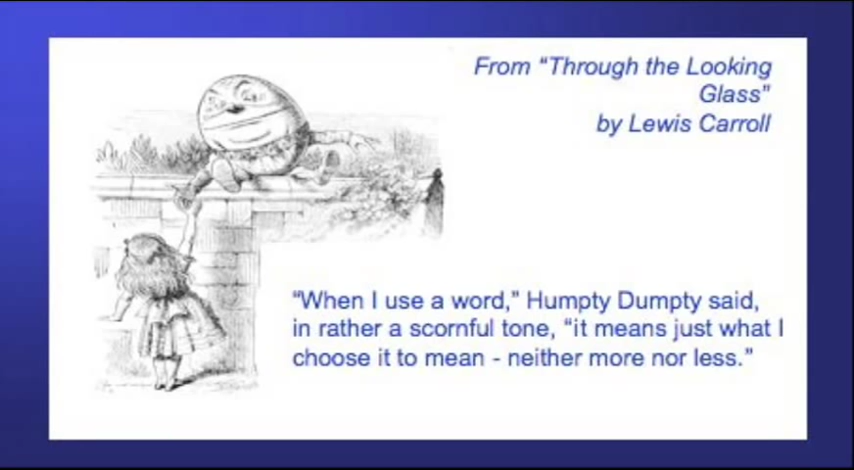 From “Through the Looking
Glass”
by Lewis Carroll
“When I use a word,” Humpty Dumpty said,
in rather a scornful tone, “it means just what I
choose it to mean - neither more nor less.”